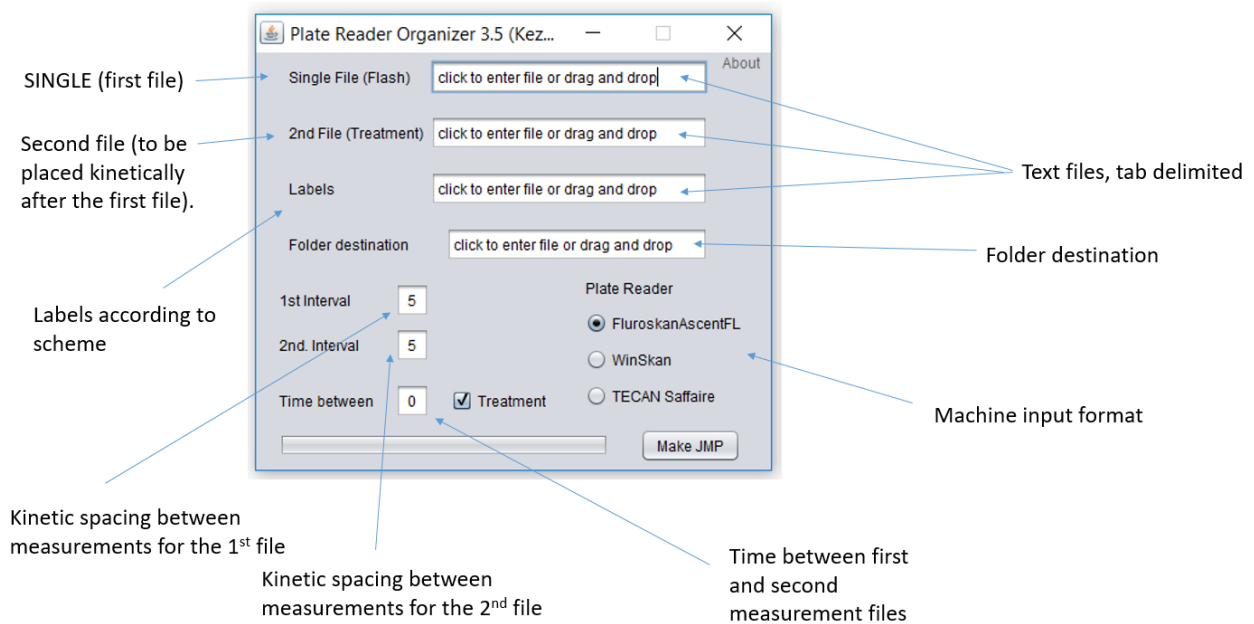 Plate Reader Organizer 3.5 (Kez...
About
SINGLE (first file)
Single File (Flash)
click to enter file or drag and drop
Second file (to be
placed kinetically
after the first file).
2nd File (Treatment)
click to enter file or drag and drop
Text files, tab delimited
Labels
click to enter file or drag and drop
Folder destination
click to enter file or drag and drop
Folder destination
Labels according to
scheme
1st Interval
5
2nd. Interval
5
Time between
0
Treatment
Plate Reader
FluroskanAscentFL
WinSkan
TECAN Saffaire
Machine input format
Make JMP
Kinetic spacing between
measurements for the 1st file
Kinetic spacing between
measurements for the 2nd file
Time between first
and second
measurement files